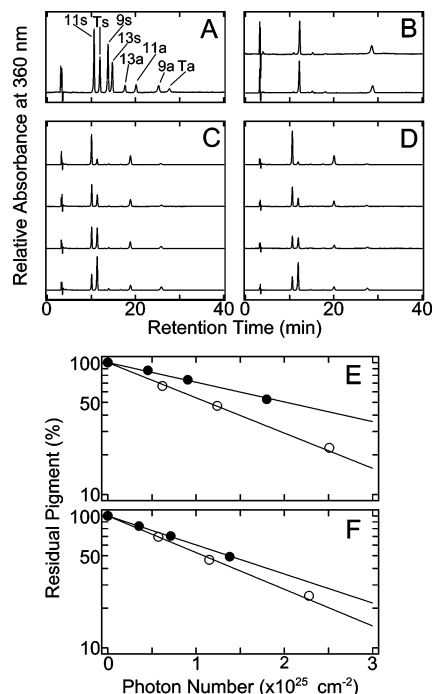 11s Ts 9s
13s
13a 11a
9a Ta
A
B
C
D
Relative Absorbance at 360 nm
0 20 40 0 20 40
Retention Time (min)
100
50
10
E
100
50
10
F
Residual Pigment (%)
0 1 2 3
Photon Number (x10²⁵ cm⁻²)